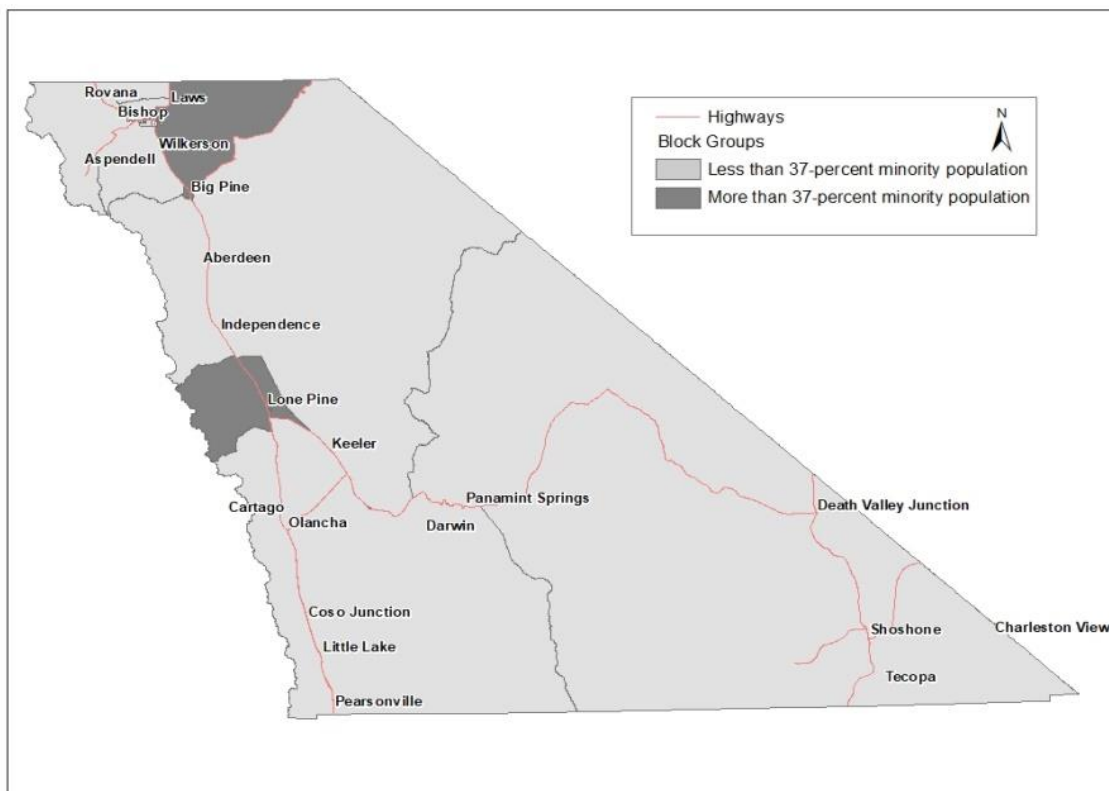 Rovana
Laws
Bishop
Wilkerson
Aspendell
Big Pine
Aberdeen
Independence
Lone Pine
Keeler
Cartago
Olancha
Darwin
Panamint Springs
Death Valley Junction
Coso Junction
Little Lake
Pearsonville
Shoshone
Charleston View
Tecopa
Highways
N
Block Groups
Less than 37-percent minority population
More than 37-percent minority population